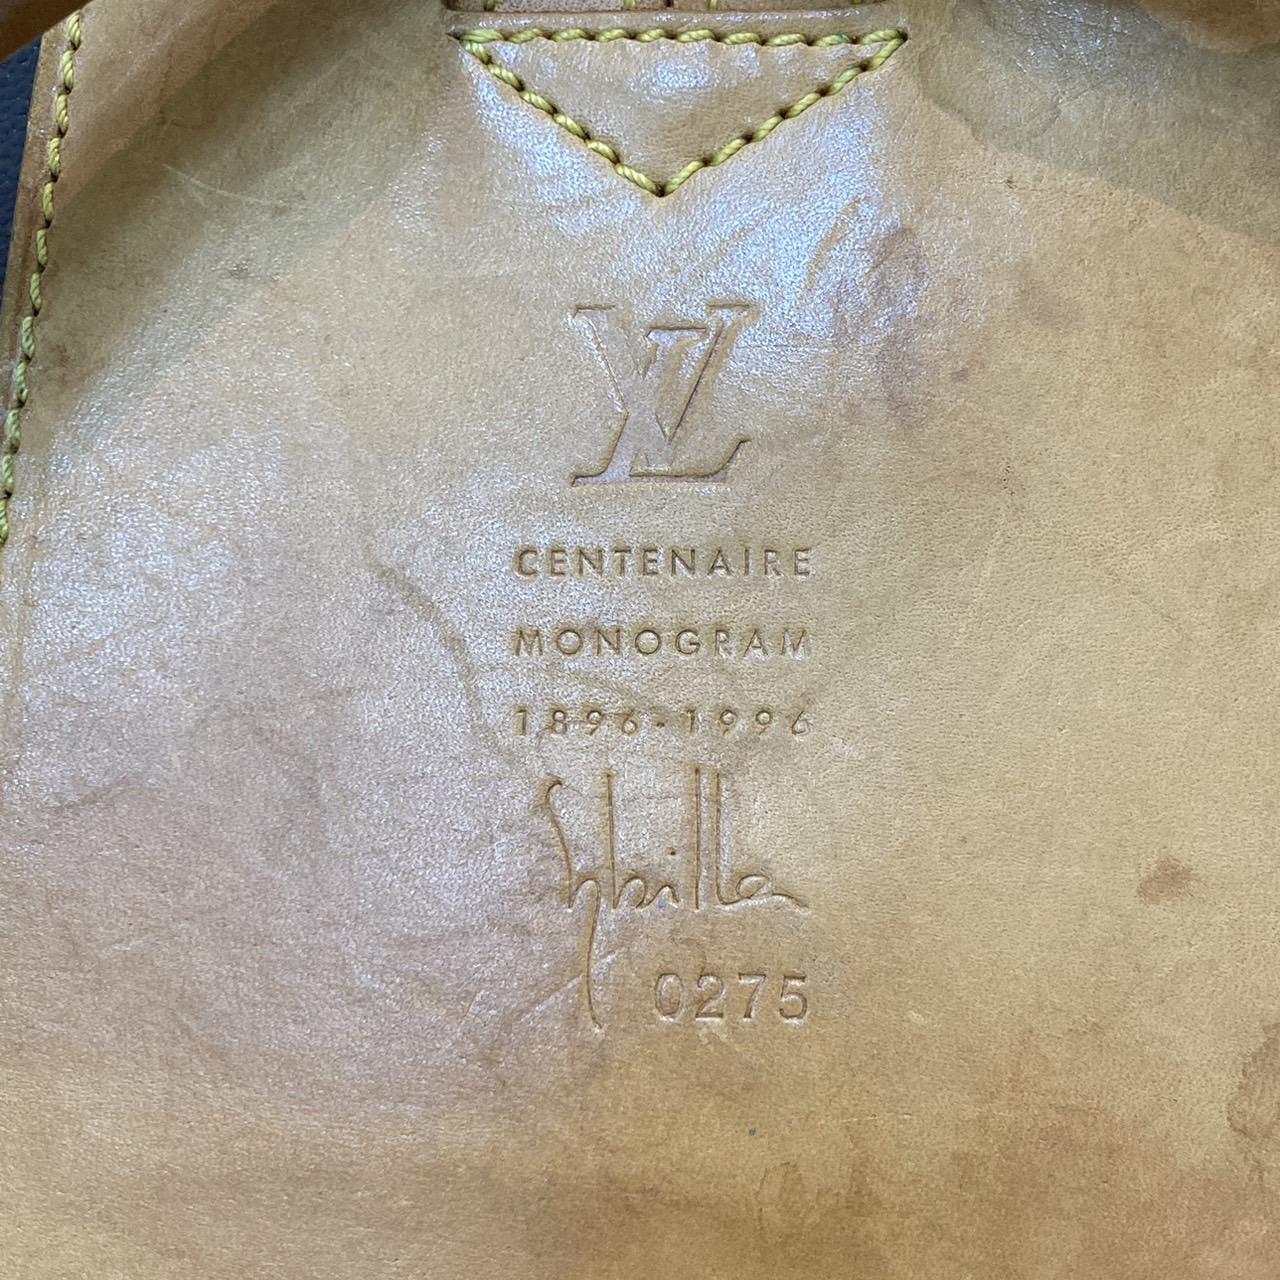 LV
CENTENAIRE
MONOGRAM
1896-1996
Sybilla
0275